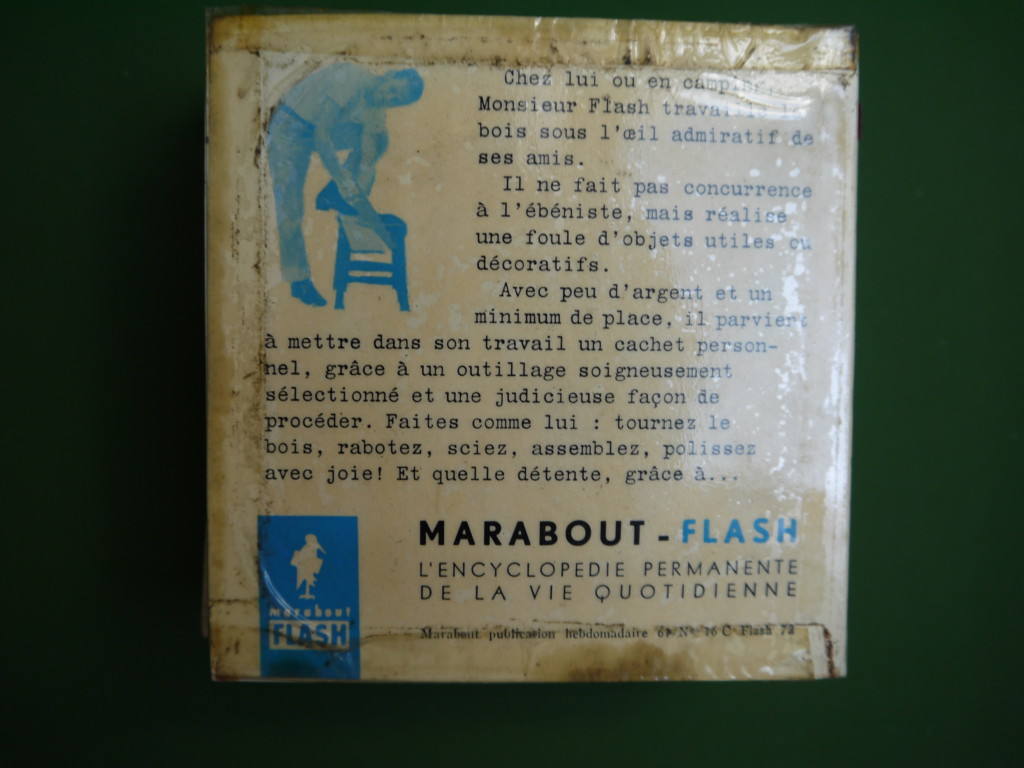 Chez lui ou en camping,
Monsieur Flash travaille le
bois sous l'œil admiratif de
ses amis.
Il ne fait pas concurrence
à l'ébéniste, mais réalise
une foule d'objets utiles ou
décoratifs.
Avec peu d'argent et un
minimum de place, il parvient
à mettre dans son travail un cachet person-
nel, grâce à un outillage soigneusement
sélectionné et une judicieuse façon de
procéder. Faites comme lui : tournez le
bois, rabotez, sciez, assemblez, polissez
avec joie! Et quelle détente, grâce à...
MARABOUT - FLASH
L'ENCYCLOPEDIE PERMANENTE
DE LA VIE QUOTIDIENNE
marabout
FLASH
Marabout publication hebdomadaire 61 N° 16 C Flash